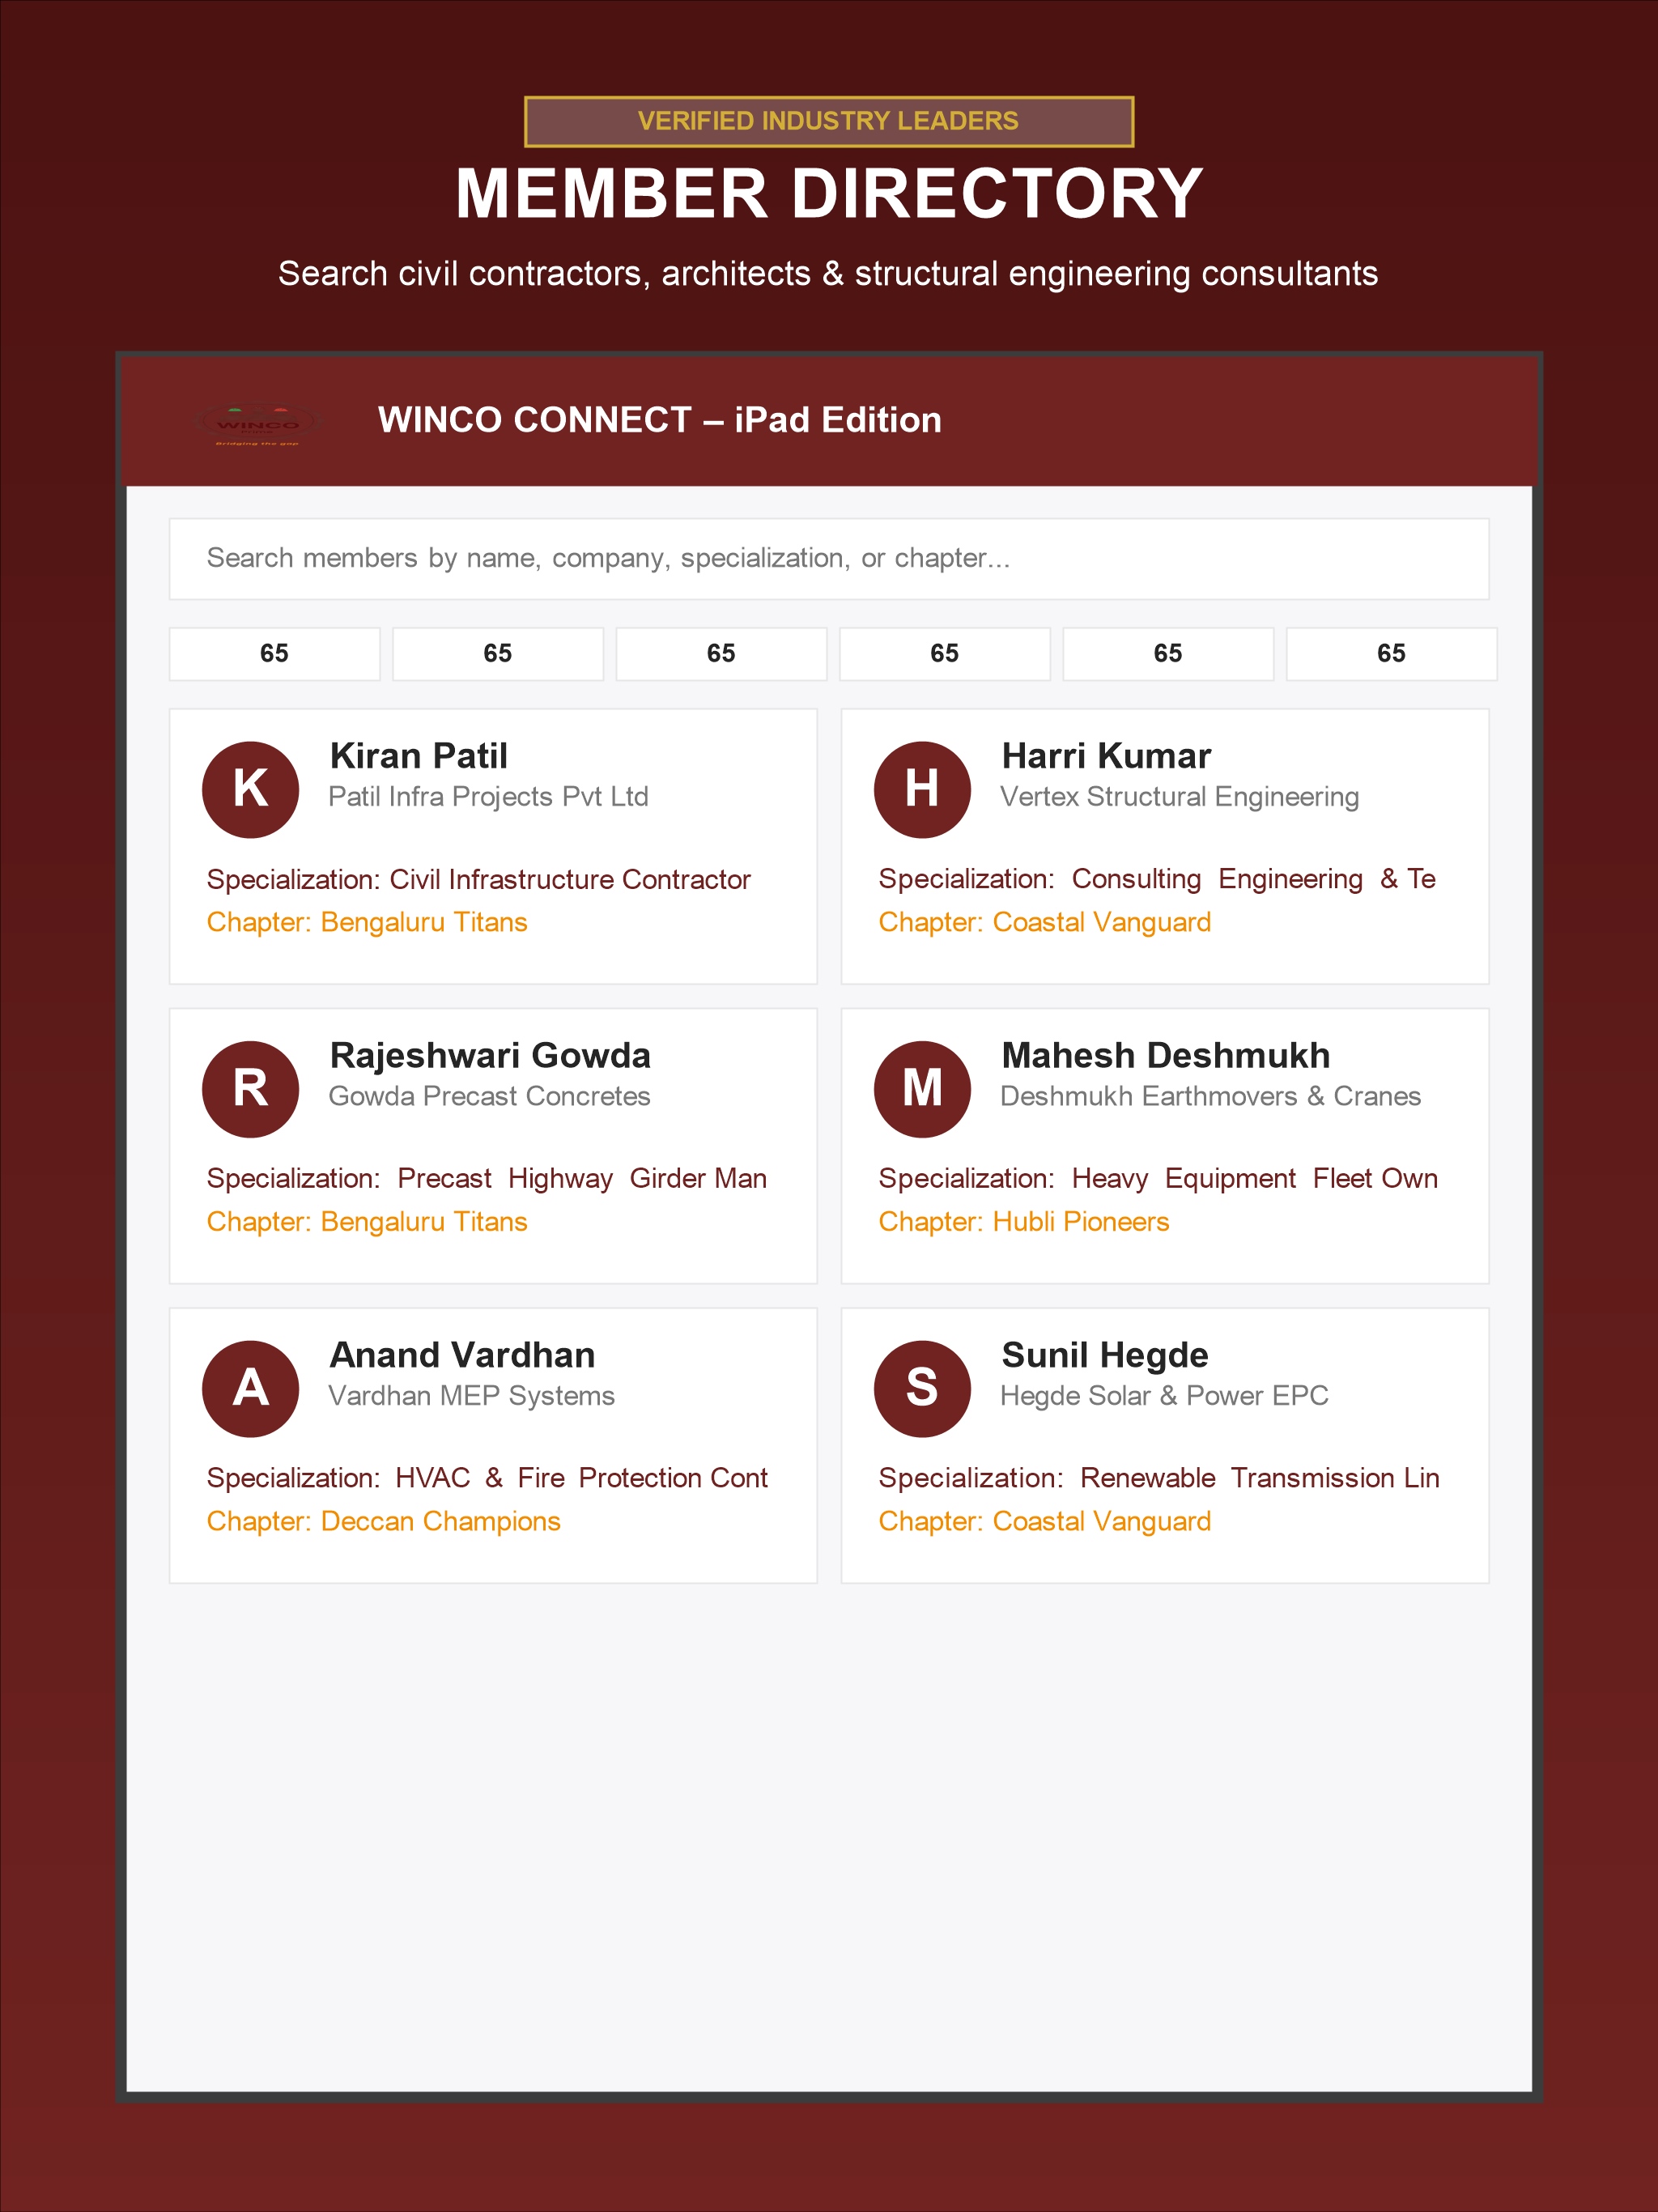 VERIFIED INDUSTRY LEADERS
MEMBER DIRECTORY
Search civil contractors, architects & structural engineering consultants
WINCO
Bridging the gap
WINCO CONNECT – iPad Edition
Search members by name, company, specialization, or chapter...
65 65 65 65 65 65
Kiran Patil
Patil Infra Projects Pvt Ltd
Specialization: Civil Infrastructure Contractor
Chapter: Bengaluru Titans
Harri Kumar
Vertex Structural Engineering
Specialization: Consulting Engineering & Te
Chapter: Coastal Vanguard
Rajeshwari Gowda
Gowda Precast Concretes
Specialization: Precast Highway Girder Man
Chapter: Bengaluru Titans
Mahesh Deshmukh
Deshmukh Earthmovers & Cranes
Specialization: Heavy Equipment Fleet Own
Chapter: Hubli Pioneers
Anand Vardhan
Vardhan MEP Systems
Specialization: HVAC & Fire Protection Cont
Chapter: Deccan Champions
Sunil Hegde
Hegde Solar & Power EPC
Specialization: Renewable Transmission Lin
Chapter: Coastal Vanguard
K
H
R
M
A
S